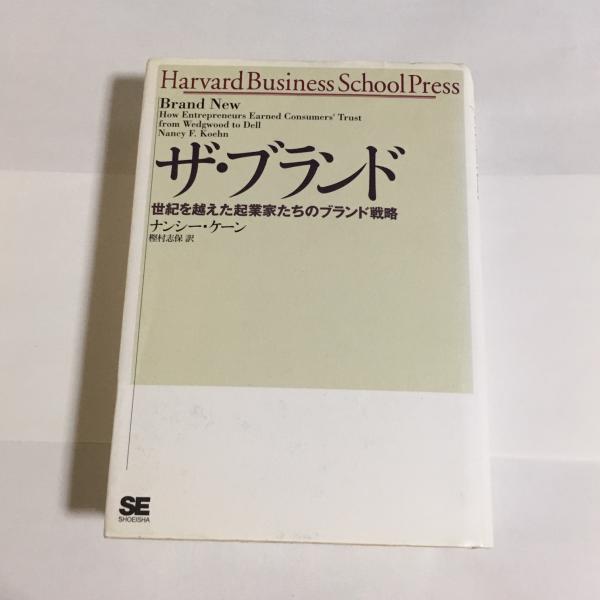 Harvard Business School Press
Brand New
How Entrepreneurs Earned Consumers' Trust
from Wedgwood to Dell
Nancy F. Koehn
ザ・ブランド
世紀を越えた起業家たちのブランド戦略
ナンシー・ケーン
樫村志保 訳
SE
SHOEISHA